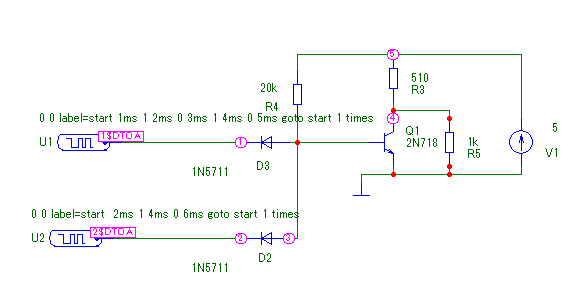 5
20k
R4
510
R3
0 0 label=start 1ms 1 2ms 0 3ms 1 4ms 0 5ms goto start 1 times
4
5
U1
1$DTOA
1
Q1
2N718
1k
R5
V1
D3
1N5711
0 0 label=start 2ms 1 4ms 0 6ms goto start 1 times
U2
2$DTOA
2
3
D2
1N5711